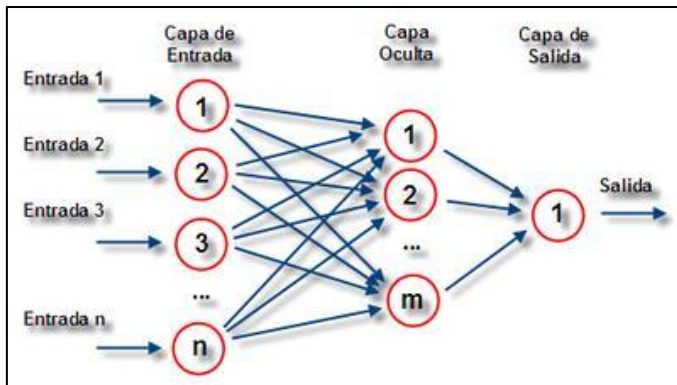 Capa de
Entrada
Capa
Oculta
Capa de
Salida
Entrada 1
1
Entrada 2
2
Entrada 3
3
...
Entrada n
n
1
2
...
m
1
Salida